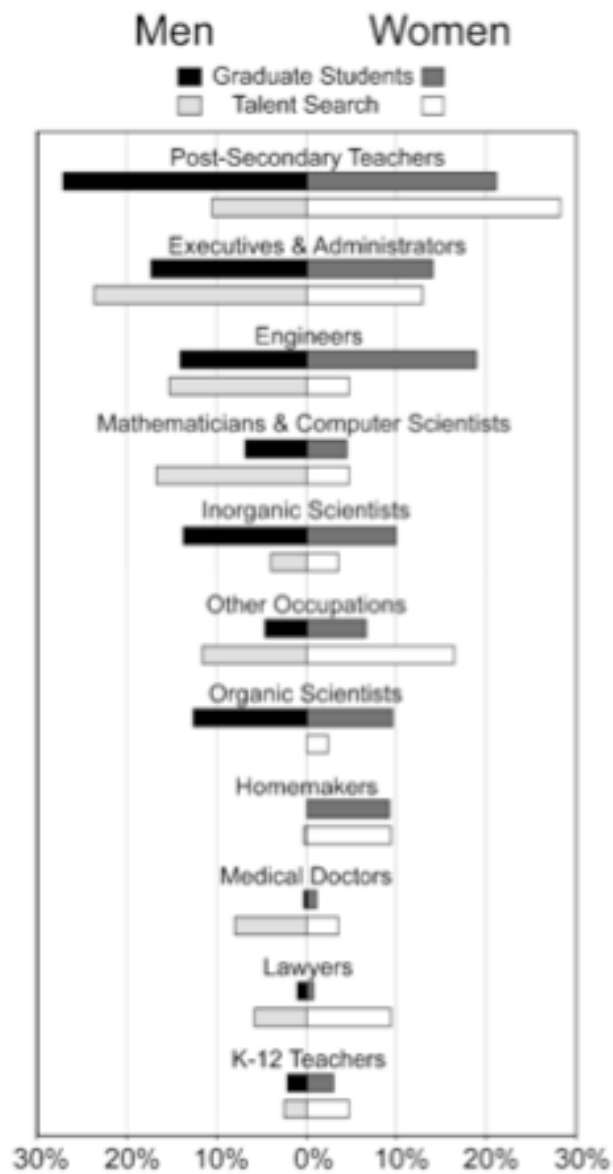 Men Women
Graduate Students
Talent Search
Post-Secondary Teachers
Executives & Administrators
Engineers
Mathematicians & Computer Scientists
Inorganic Scientists
Other Occupations
Organic Scientists
Homemakers
Medical Doctors
Lawyers
K-12 Teachers
30% 20% 10% 0% 10% 20% 30%